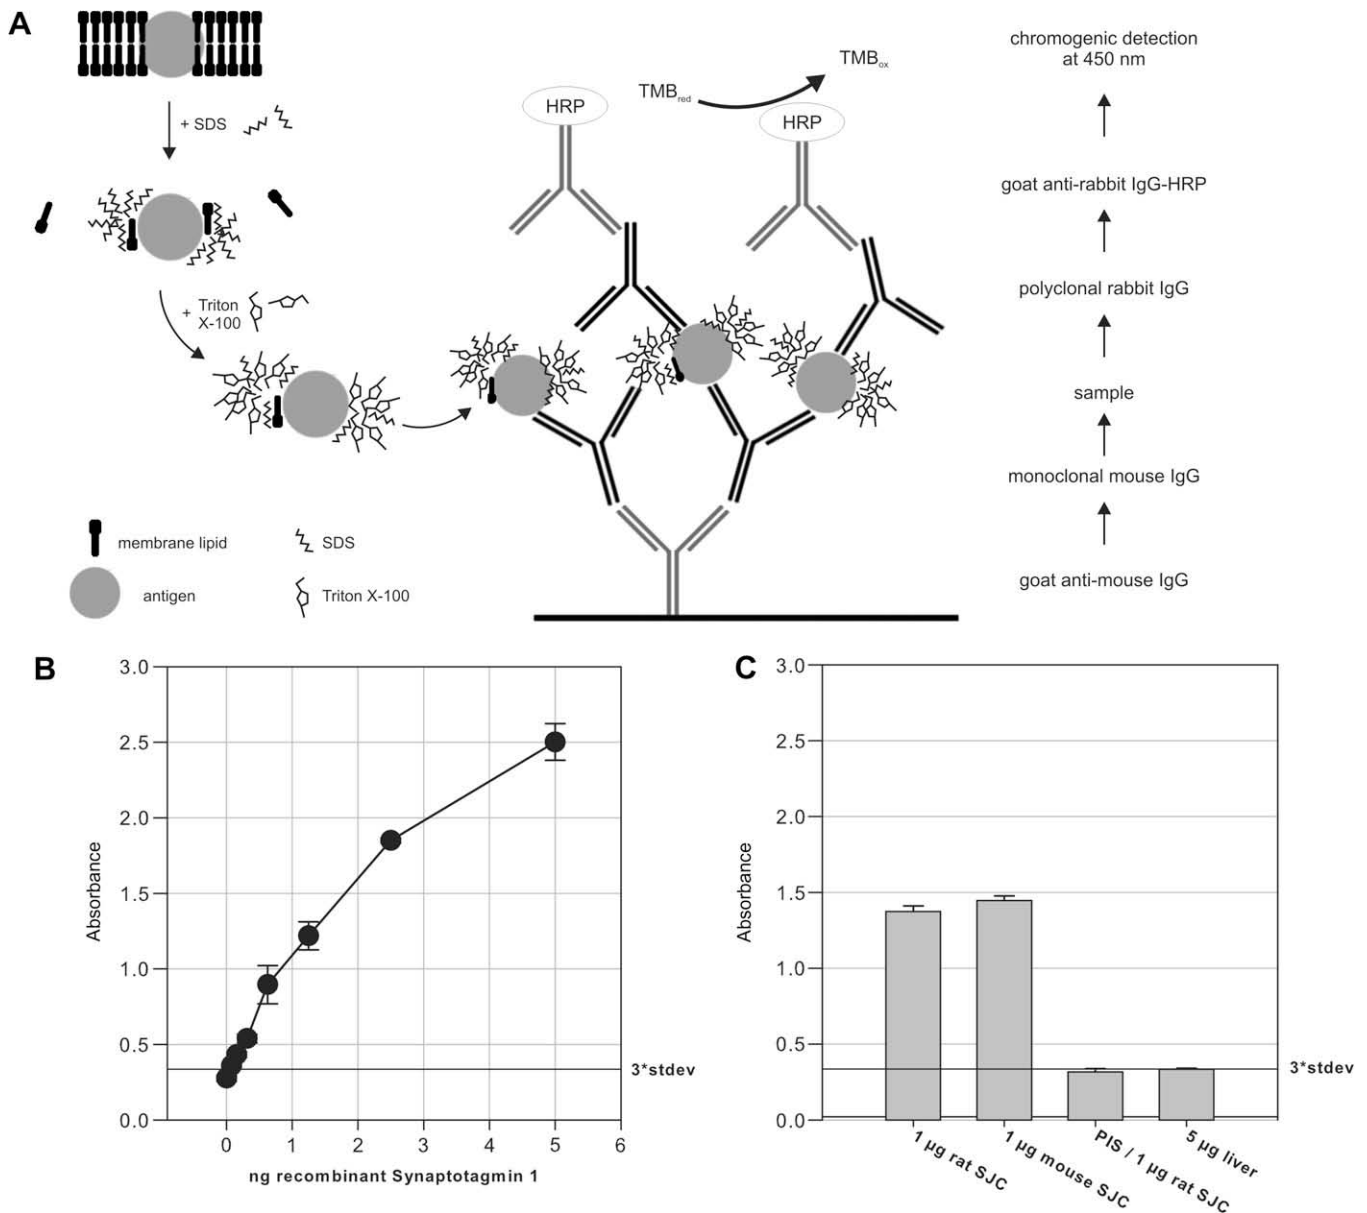 A
+ SDS
+ Triton
X-100
HRP
TMBred
TMBox
HRP
chromogenic detection
at 450 nm
goat anti-rabbit IgG-HRP
polyclonal rabbit IgG
sample
monoclonal mouse IgG
goat anti-mouse IgG
membrane lipid
SDS
antigen
Triton X-100
B
3.0
2.5
2.0
1.5
1.0
0.5
0.0
Absorbance
0 1 2 3 4 5 6
ng recombinant Synaptotagmin 1
3*stdev
C
3.0
2.5
2.0
1.5
1.0
0.5
0.0
Absorbance
3*stdev
1 µg rat SJC
1 µg mouse SJC
PIS / 1 µg rat SJC
5 µg liver